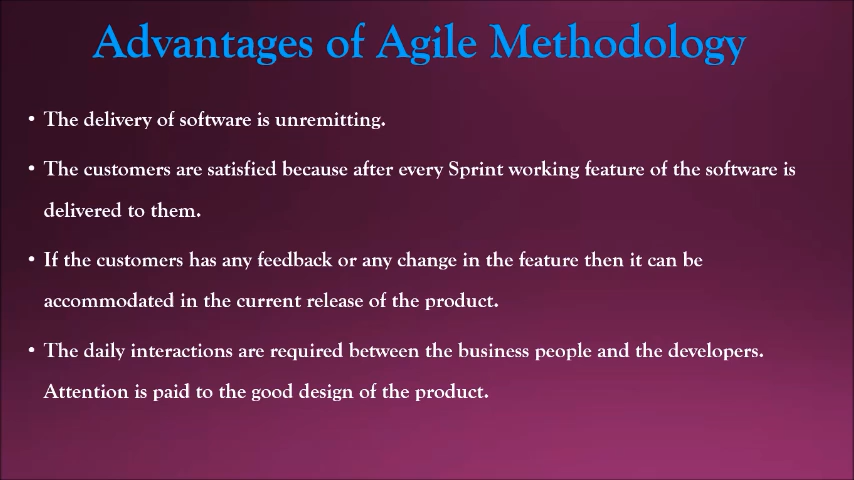 Advantages of Agile Methodology
• The delivery of software is unremitting.
• The customers are satisfied because after every Sprint working feature of the software is
delivered to them.
• If the customers has any feedback or any change in the feature then it can be
accommodated in the current release of the product.
• The daily interactions are required between the business people and the developers.
Attention is paid to the good design of the product.